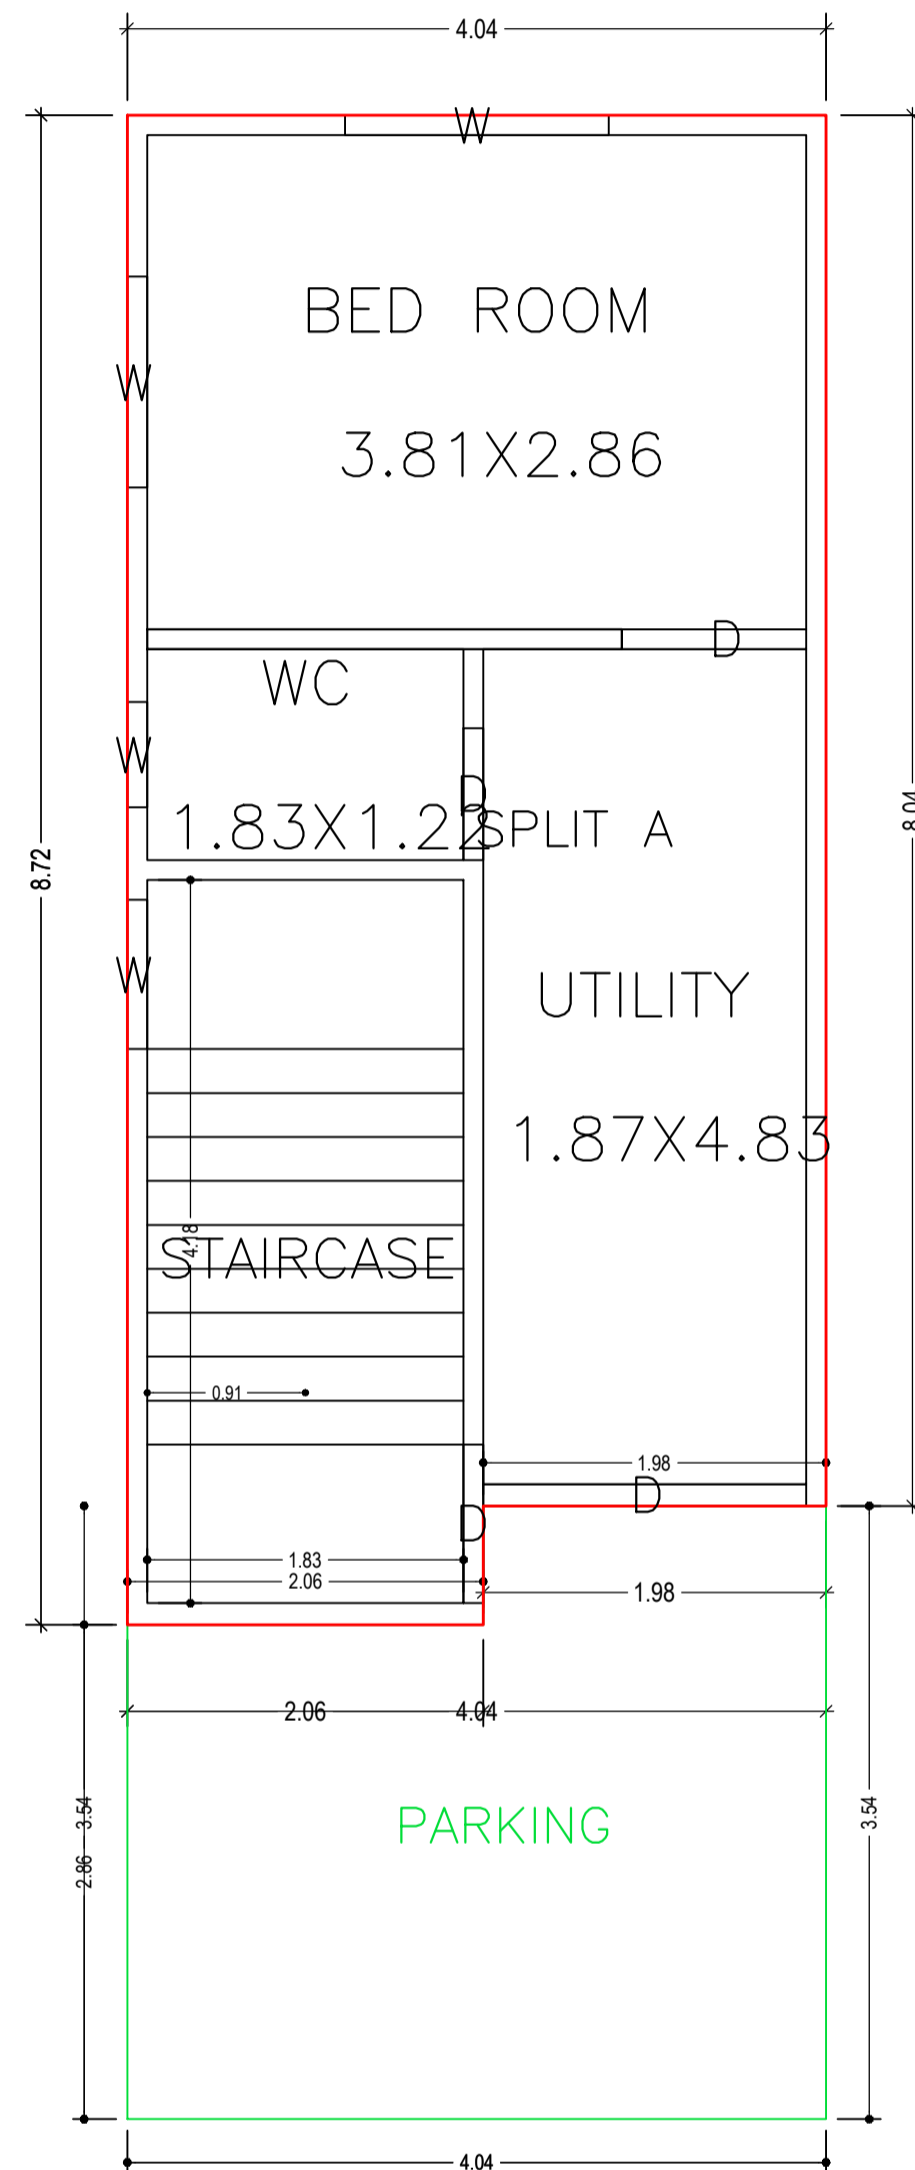 4.04
W
BED ROOM
3.81X2.86
W
D
WC
W
D
1.83X1.22
SPLIT A
8.04
8.72
W
UTILITY
1.87X4.83
4.18
STAIRCASE
0.91
1.98
D
D
1.83
2.06
1.98
2.06
4.04
3.54
2.86
PARKING
3.54
4.04